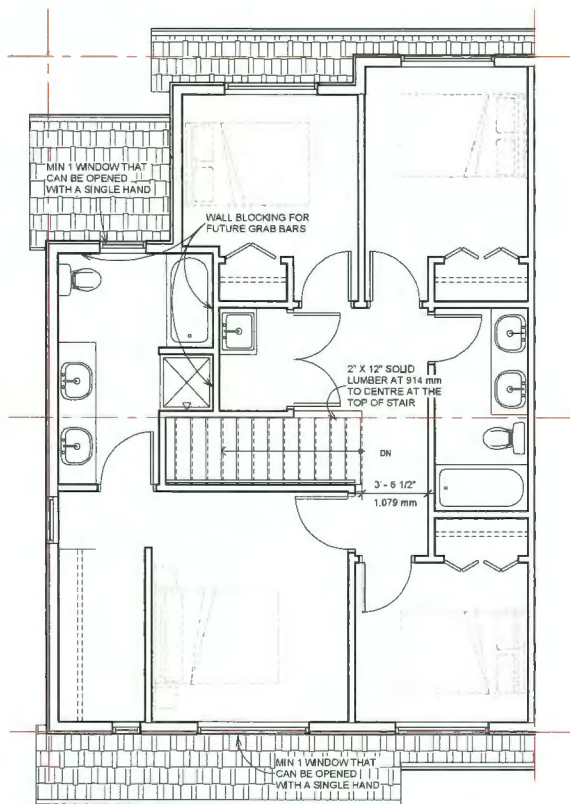 MIN 1 WINDOW THAT
CAN BE OPENED
WITH A SINGLE HAND
WALL BLOCKING FOR
FUTURE GRAB BARS
2" X 12" SOLID
LUMBER AT 914 mm
TO CENTRE AT THE
TOP OF STAIR
DN
3' - 6 1/2"
1,079 mm
MIN 1 WINDOW THAT
CAN BE OPENED
WITH A SINGLE HAND